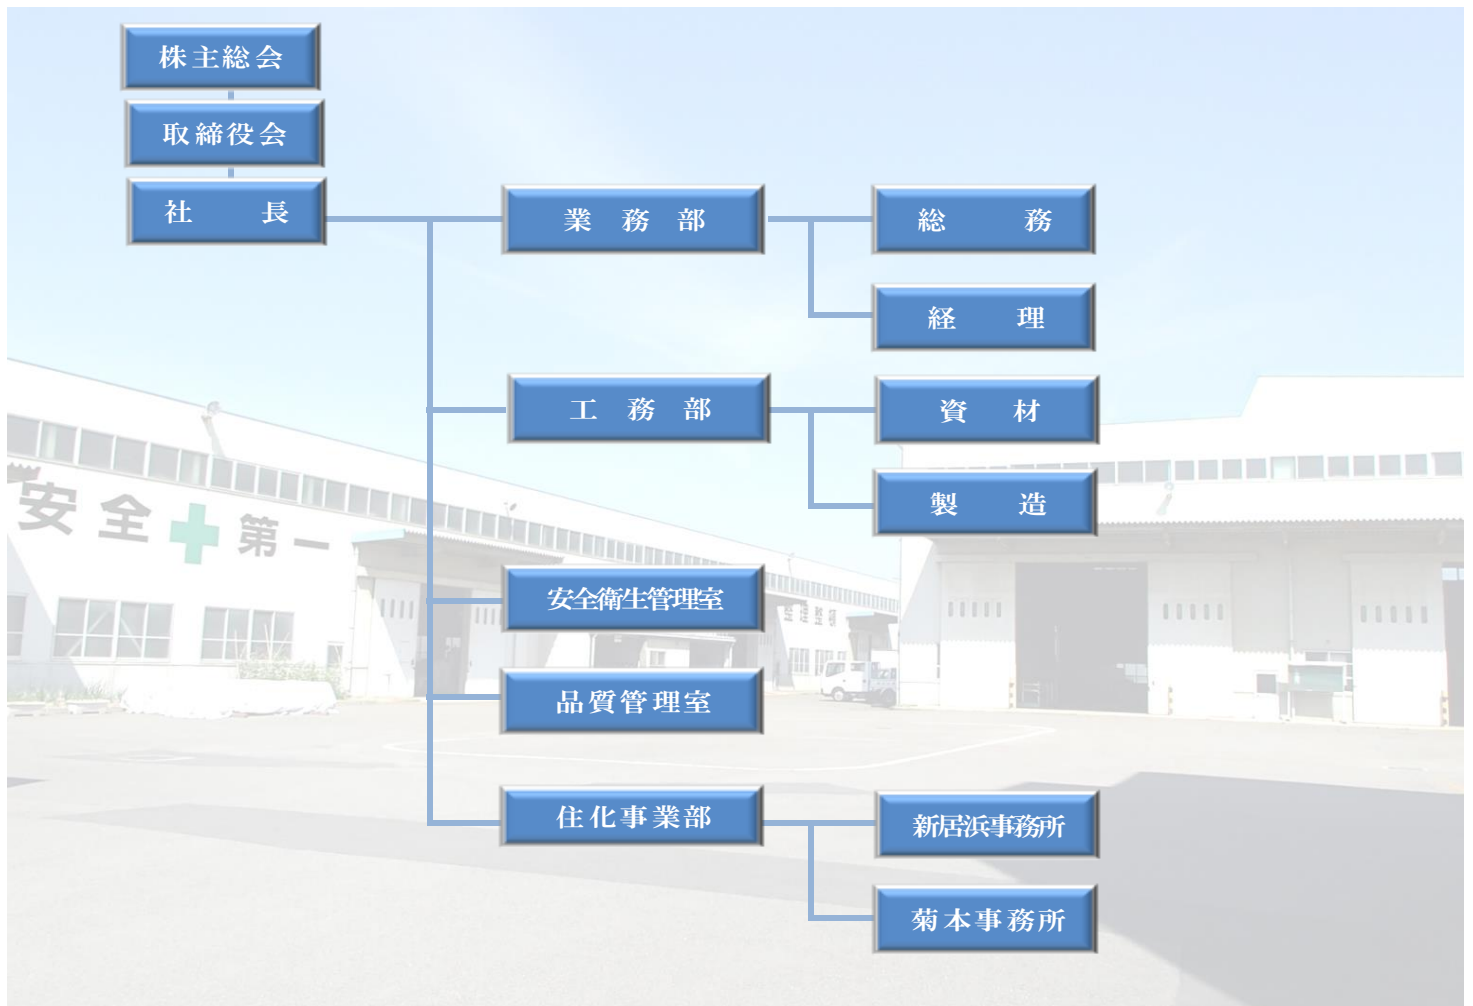 株主総会
取締役会
社　長
業　務　部
総　務
経　理
工　務　部
資　材
製　造
安全衛生管理室
品質管理室
住化事業部
新居浜事務所
菊本事務所
安全 第一